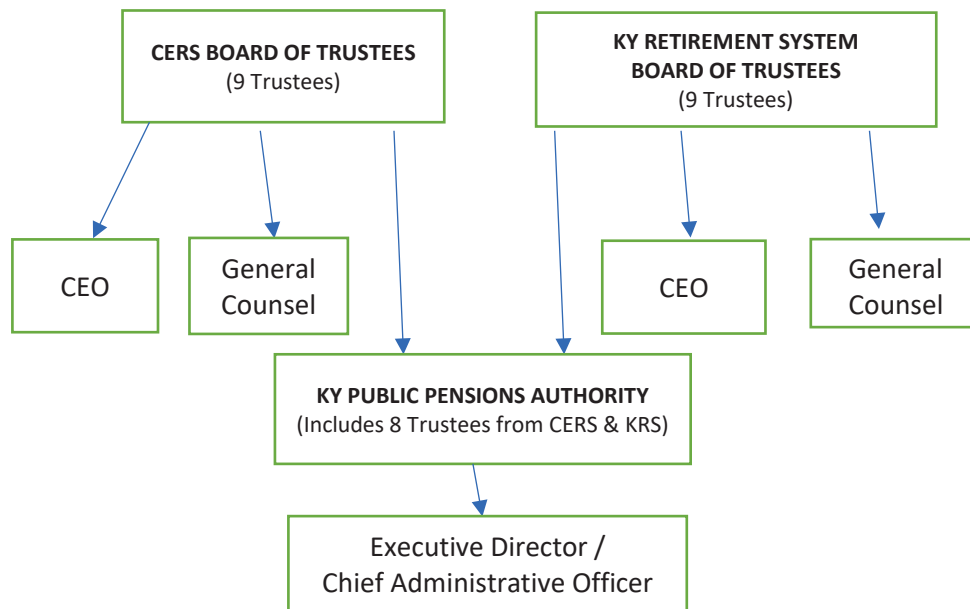 CERS BOARD OF TRUSTEES
(9 Trustees)
KY RETIREMENT SYSTEM
BOARD OF TRUSTEES
(9 Trustees)
CEO
General
Counsel
CEO
General
Counsel
KY PUBLIC PENSIONS AUTHORITY
(Includes 8 Trustees from CERS & KRS)
Executive Director /
Chief Administrative Officer